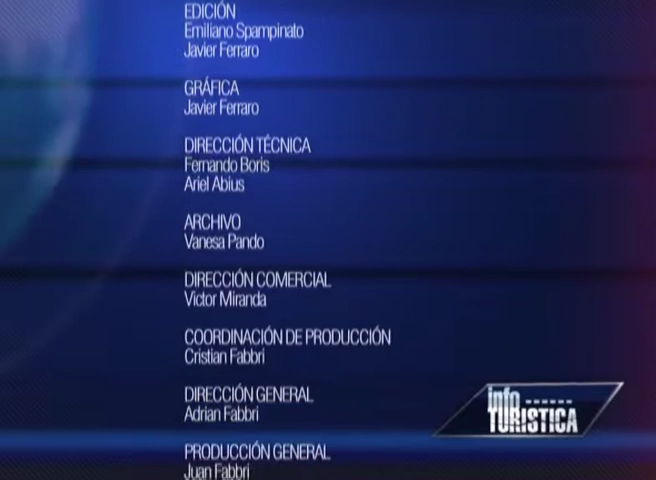 EDICIÓN
Emiliano Spampinato
Javier Ferraro
GRÁFICA
Javier Ferraro
DIRECCIÓN TÉCNICA
Fernando Boris
Ariel Abius
ARCHIVO
Vanesa Pando
DIRECCIÓN COMERCIAL
Victor Miranda
COORDINACIÓN DE PRODUCCIÓN
Cristian Fabbri
DIRECCIÓN GENERAL
Adrian Fabbri
PRODUCCIÓN GENERAL
Juan Fabbri
info
TURISTICA